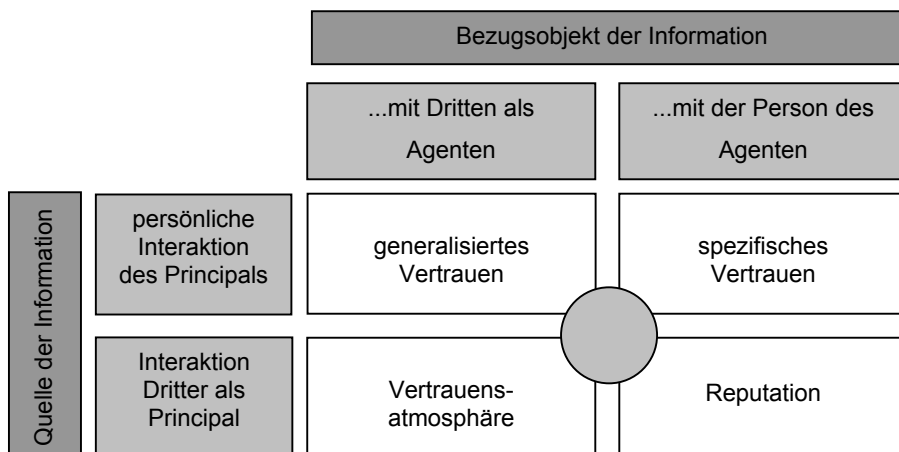 Bezugsobjekt der Information
...mit Dritten als
Agenten
...mit der Person des
Agenten
Quelle der Information
persönliche
Interaktion
des Principals
generalisiertes
Vertrauen
spezifisches
Vertrauen
Interaktion
Dritter als
Principal
Vertrauens-
atmosphäre
Reputation